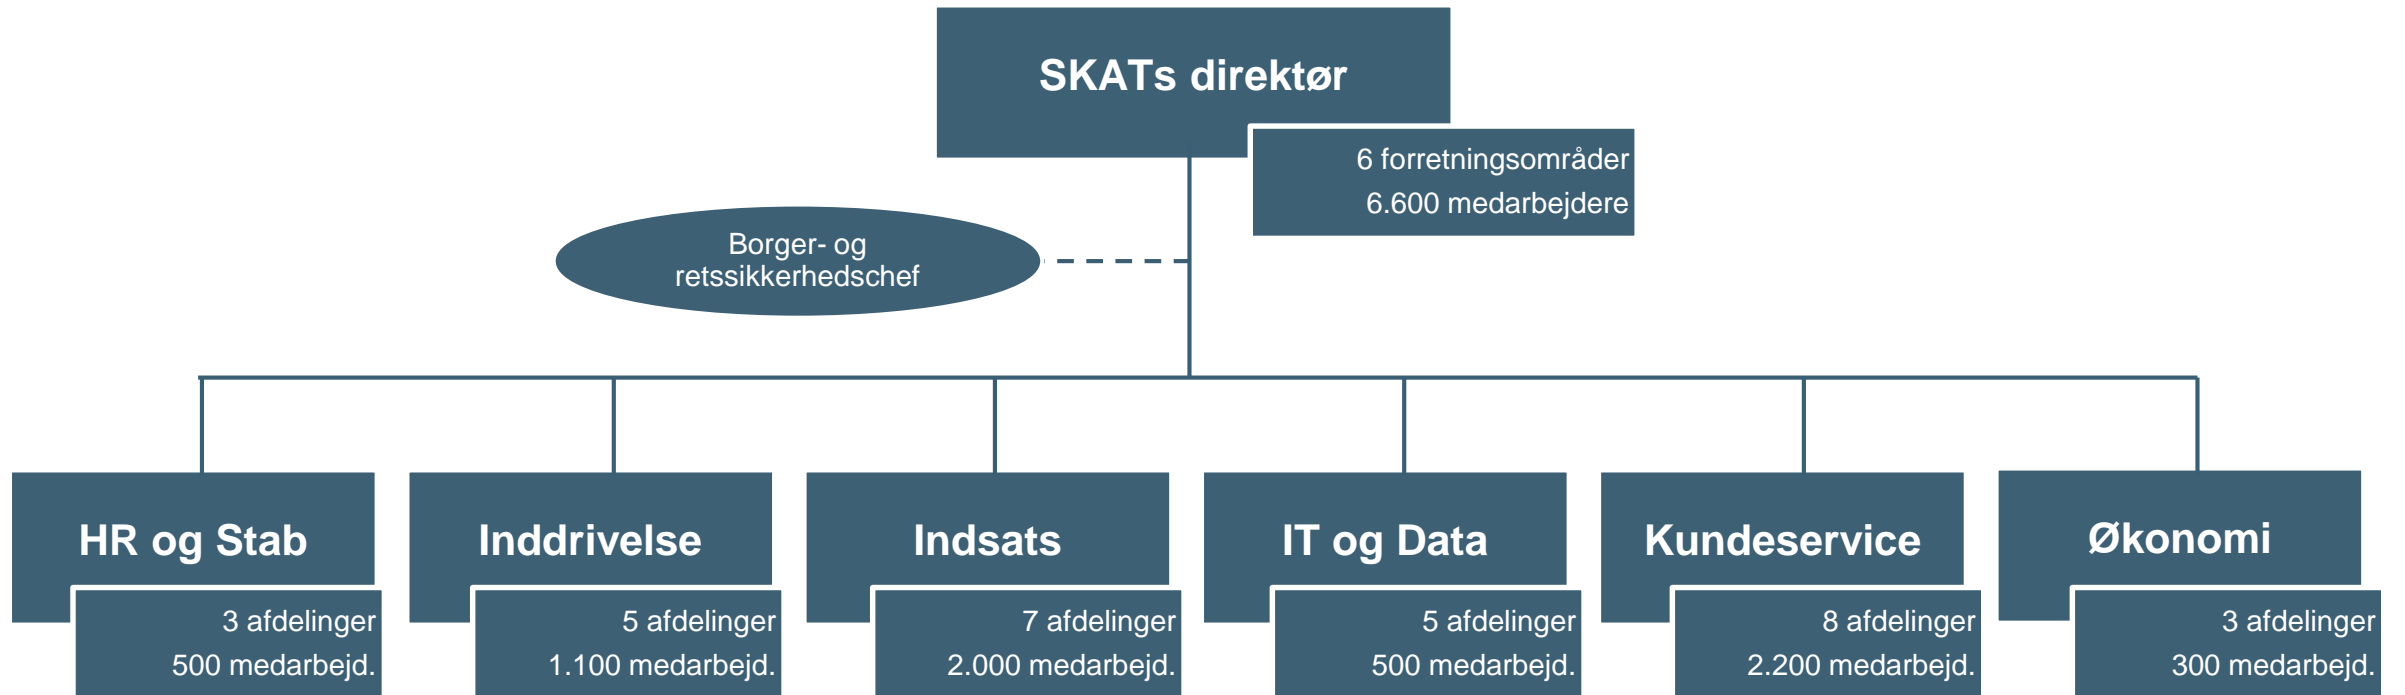 SKATs direktør
6 forretningsområder
6.600 medarbejdere
Borger- og
retssikkerhedschef
HR og Stab
3 afdelinger
500 medarbejd.
Inddrivelse
5 afdelinger
1.100 medarbejd.
Indsats
7 afdelinger
2.000 medarbejd.
IT og Data
5 afdelinger
500 medarbejd.
Kundeservice
8 afdelinger
2.200 medarbejd.
Økonomi
3 afdelinger
300 medarbejd.